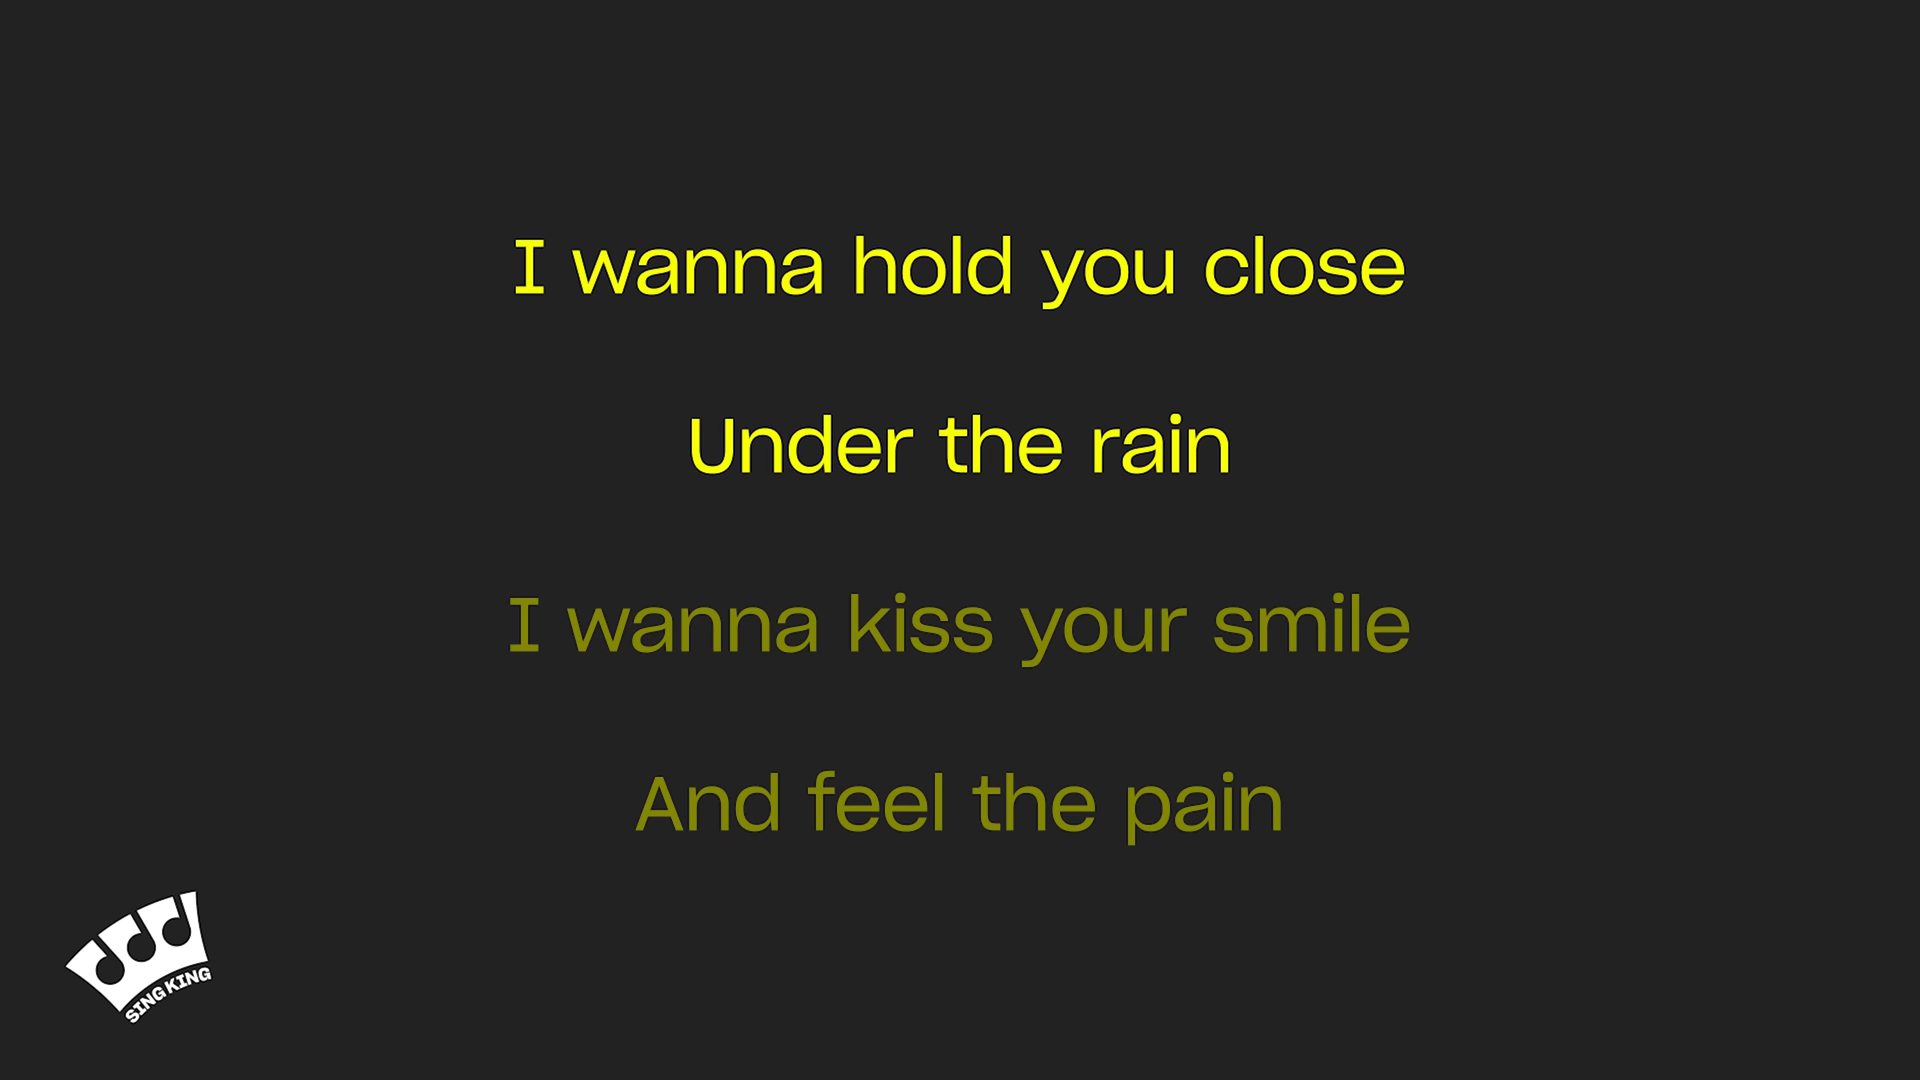 I wanna hold you close
Under the rain
I wanna kiss your smile
And feel the pain
SING KING